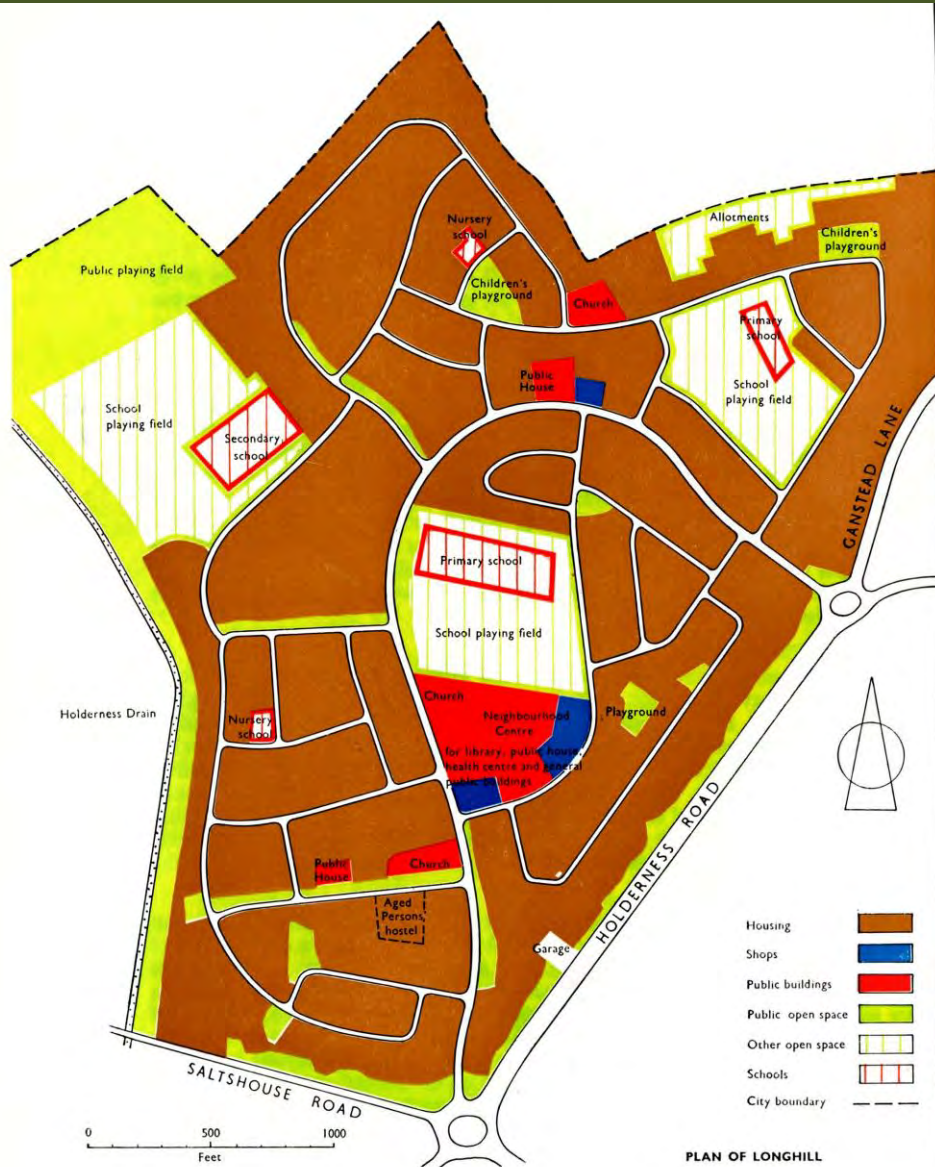 Nursery
school
Allotments
Children's
playground
Public playing field
Children's
playground
Church
Primary
school
Public
House
School
playing field
School
playing field
Secondary
school
GANSTEAD LANE
Primary school
School playing field
Church
Neighbourhood
Centre
for library, public house,
health centre and general
public buildings
Playground
Holderness Drain
Nursery
school
HOLDERNESS ROAD
Public
House
Church
Aged
Persons
hostel
Garage
SALTSHOUSE ROAD
0 500 1000
Feet
Housing
Shops
Public buildings
Public open space
Other open space
Schools
City boundary
PLAN OF LONGHILL